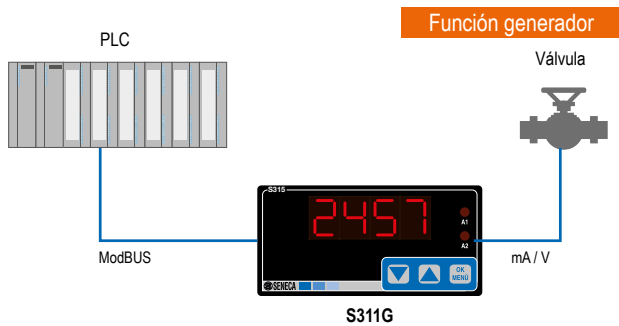 Función generador
PLC
Válvula
S315
2457
A1
A2
ModBUS
mA / V
OK
MENÚ
SENECA
S311G